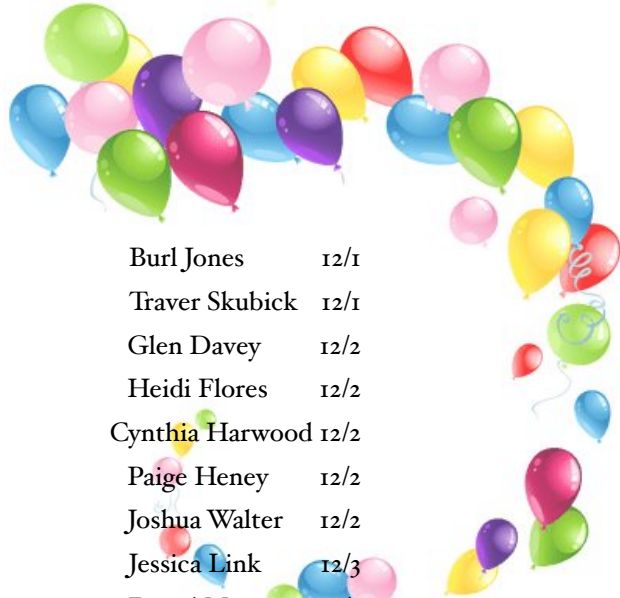 Burl Jones 12/1
Traver Skubick 12/1
Glen Davey 12/2
Heidi Flores 12/2
Cynthia Harwood 12/2
Paige Heney 12/2
Joshua Walter 12/2
Jessica Link 12/3